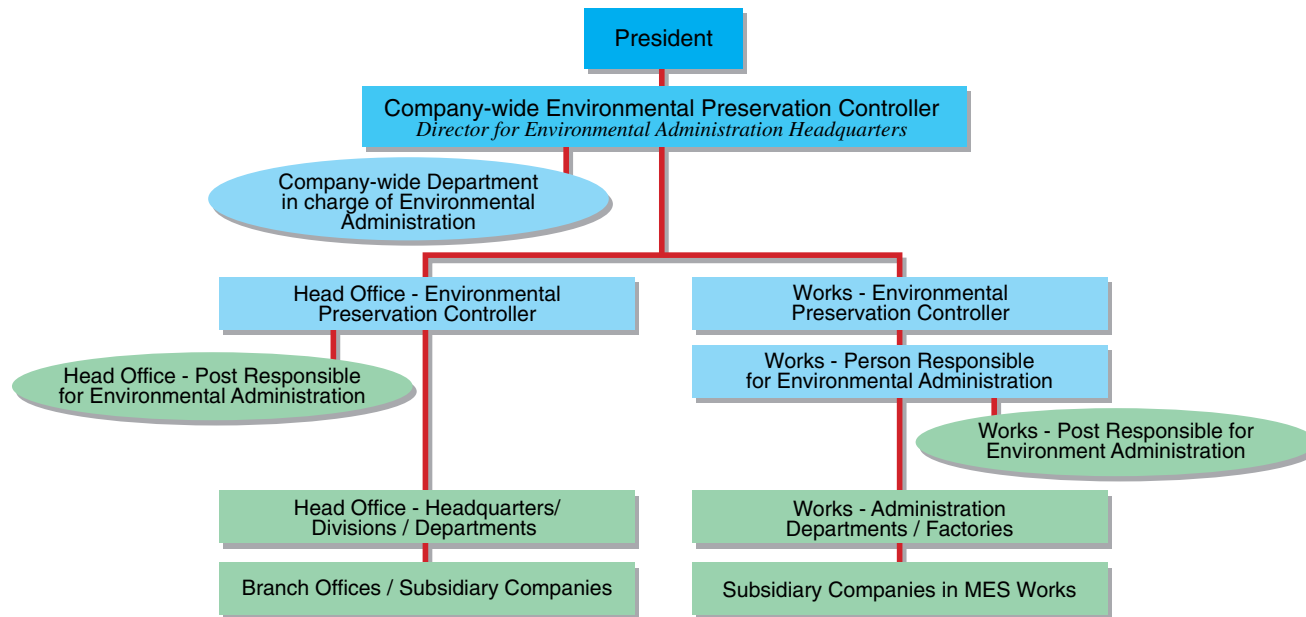 President
Company-wide Environmental Preservation Controller
Director for Environmental Administration Headquarters
Company-wide Department
in charge of Environmental
Administration
Head Office - Environmental
Preservation Controller
Works - Environmental
Preservation Controller
Works - Person Responsible
for Environmental Administration
Head Office - Post Responsible
for Environmental Administration
Works - Post Responsible for
Environment Administration
Head Office - Headquarters/
Divisions / Departments
Works - Administration
Departments / Factories
Branch Offices / Subsidiary Companies
Subsidiary Companies in MES Works